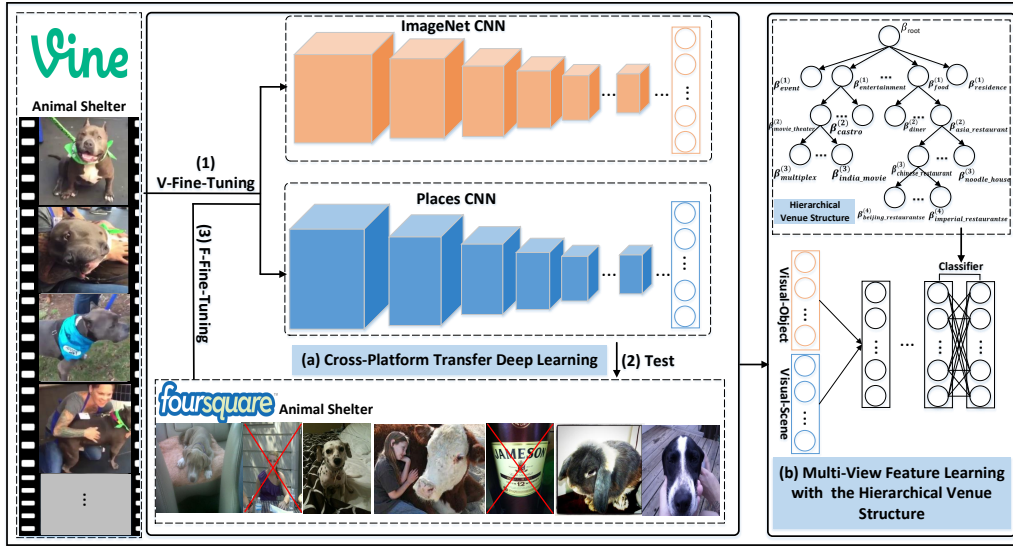 Vine
Animal Shelter
⋮
(1)
V-Fine-Tuning
(3) F-Fine-Tuning
ImageNet CNN
...
...
⋮
Places CNN
...
...
⋮
(a) Cross-Platform Transfer Deep Learning
(2) Test
foursquare
Animal Shelter
JAMESON
12
β_root
...
β^(1)_event
β^(1)_entertainment
β^(1)_food
β^(1)_residence
...
...
β^(2)_movie_theater
β^(2)_castro
β^(2)_diner
β^(2)_asia_restaurant
...
...
β^(3)_multiplex
β^(3)_india_movie
β^(3)_chinese_restaurant
β^(3)_noodle_house
...
Hierarchical
Venue Structure
β^(4)_beijing_restaurantse
β^(4)_imperial_restaurantse
Classifier
Visual-Object
Visual-Scene
...
(b) Multi-View Feature Learning
with the Hierarchical Venue
Structure